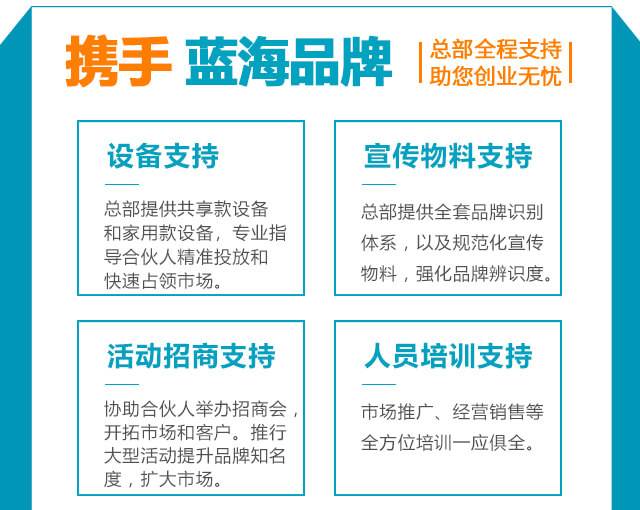 携手 蓝海品牌
总部全程支持
助您创业无忧
设备支持
总部提供共享款设备
和家用款设备，专业指
导合伙人精准投放和
快速占领市场。
宣传物料支持
总部提供全套品牌识别
体系，以及规范化宣传
物料，强化品牌辨识度。
活动招商支持
协助合伙人举办招商会，
开拓市场和客户。推行
大型活动提升品牌知名
度，扩大市场。
人员培训支持
市场推广、经营销售等
全方位培训一应俱全。